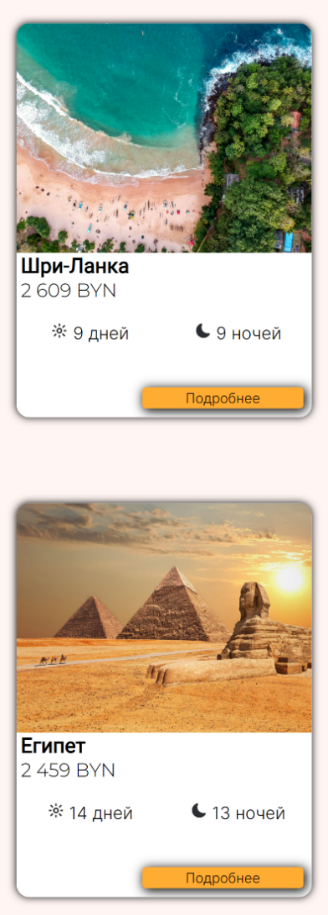 Шри-Ланка
2 609 BYN
9 дней 9 ночей
Подробнее
Египет
2 459 BYN
14 дней 13 ночей
Подробнее